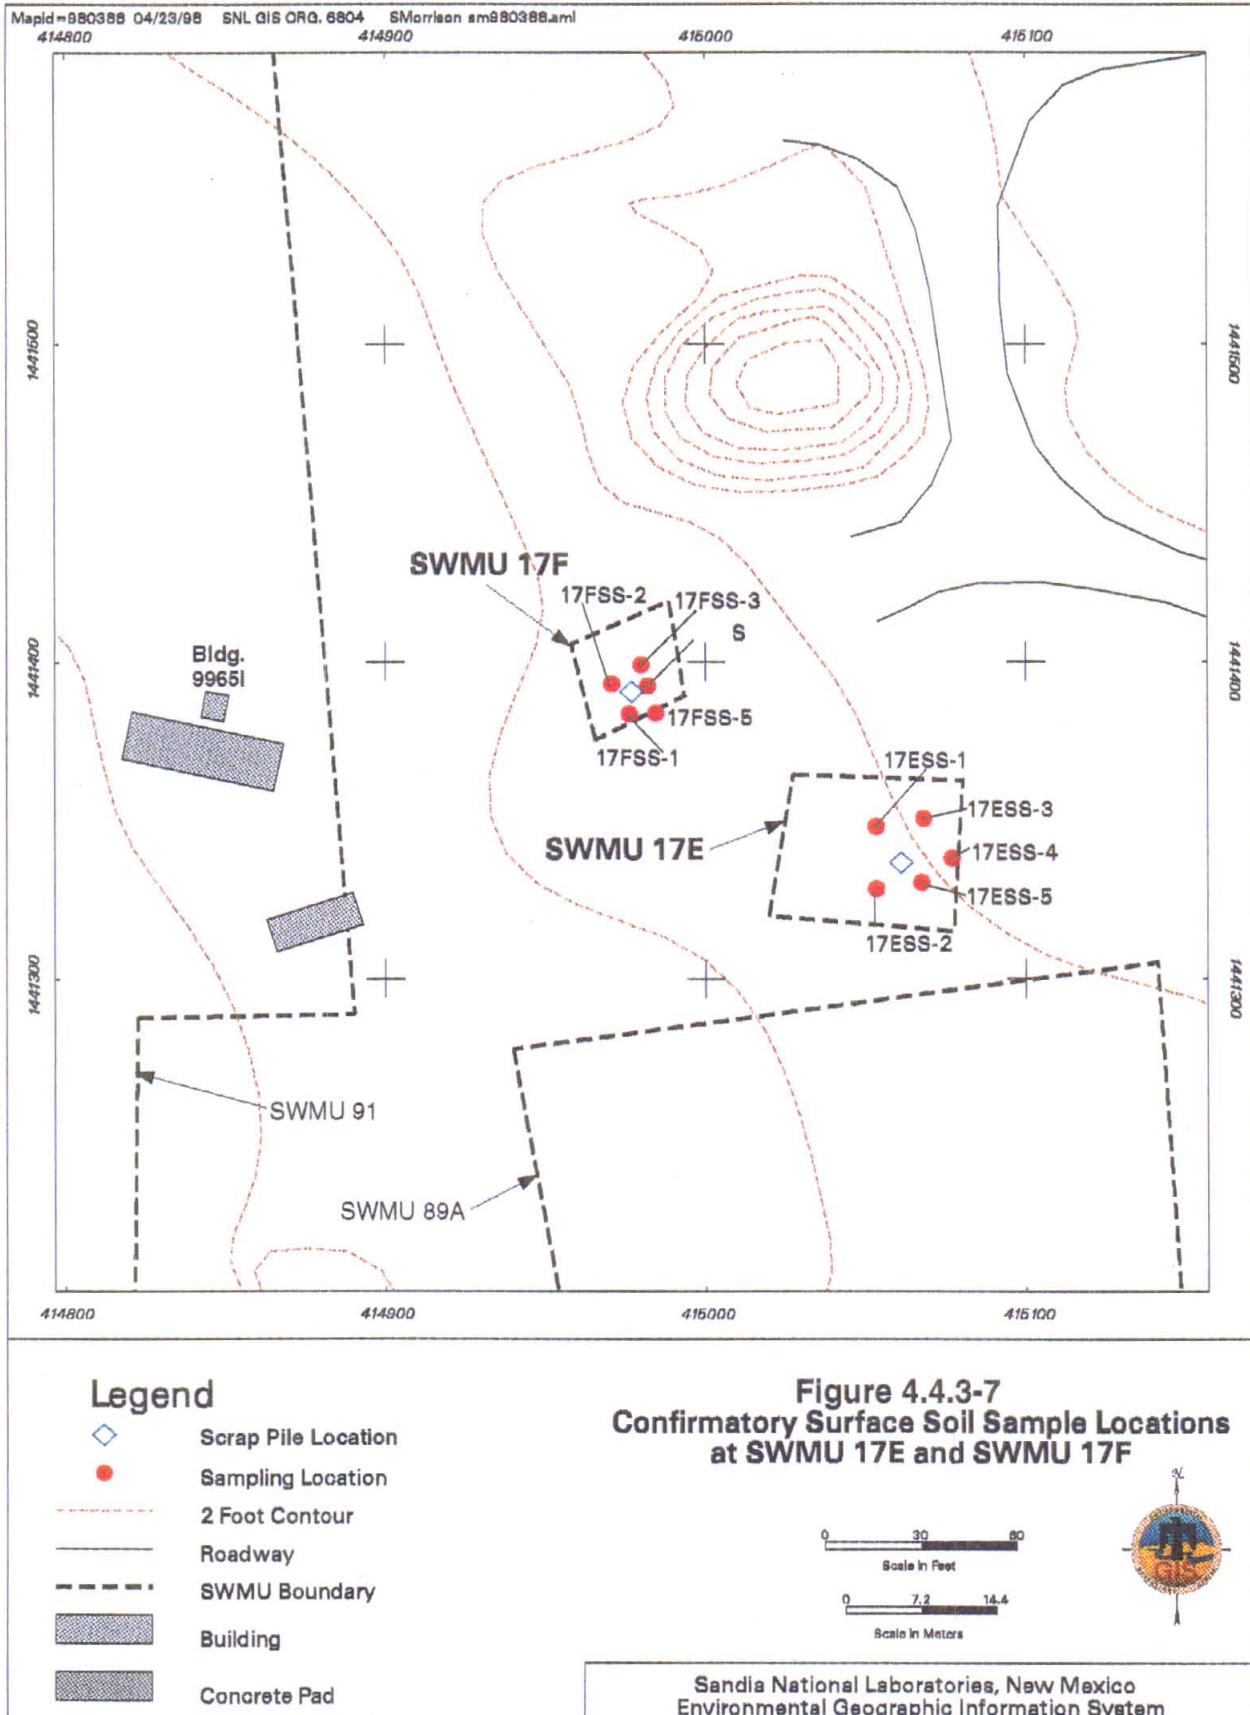 Mapid=980388 04/23/98 SNL GIS ORG. 6804 SMorrison sm980388.aml
414800 414900 415000 415100
1441500 1441500
SWMU 17F
17FSS-2 17FSS-3
S
1441400 1441400
Bldg.
9965I
17FSS-5
17FSS-1
17ESS-1
17ESS-3
SWMU 17E
17ESS-4
17ESS-5
17ESS-2
1441300 1441300
SWMU 91
SWMU 89A
414800 414900 415000 415100
Legend
Scrap Pile Location
Sampling Location
2 Foot Contour
Roadway
SWMU Boundary
Building
Concrete Pad
Figure 4.4.3-7
Confirmatory Surface Soil Sample Locations
at SWMU 17E and SWMU 17F
0 30 60
Scale in Feet
0 7.2 14.4
Scale in Meters
N
GIS
Sandia National Laboratories, New Mexico
Environmental Geographic Information System